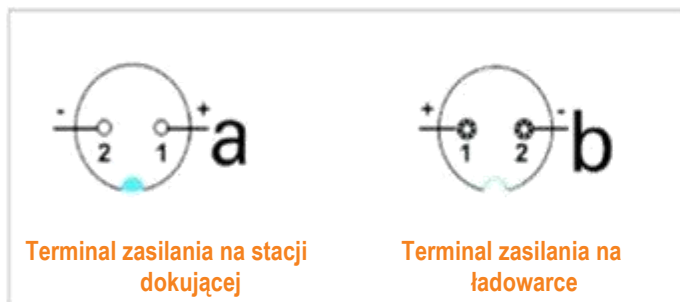 - + a
2 1
+ - b
1 2
Terminal zasilania na stacji
dokującej
Terminal zasilania na
ładowarce